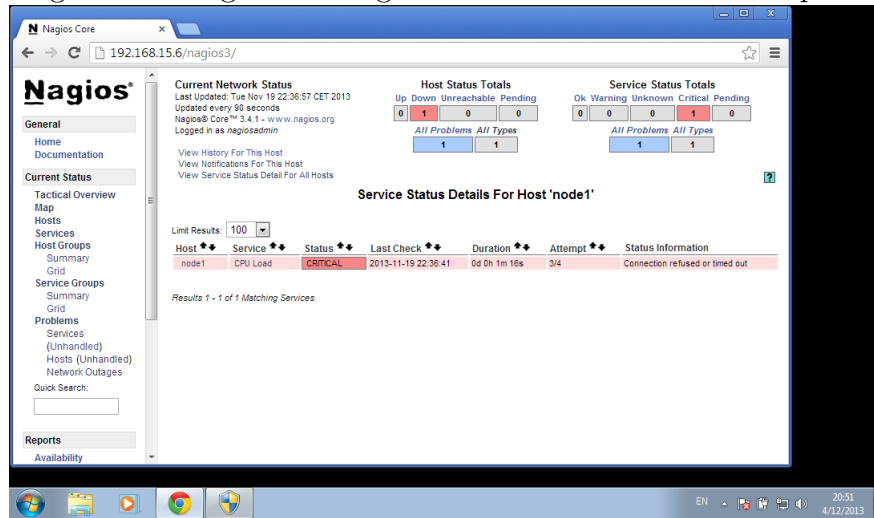 Nagios Core
192.168.15.6/nagios3/
Nagios®
General
Home
Documentation
Current Status
Tactical Overview
Map
Hosts
Services
Host Groups
Summary
Grid
Service Groups
Summary
Grid
Problems
Services
(Unhandled)
Hosts (Unhandled)
Network Outages
Quick Search:
Reports
Availability
Current Network Status
Last Updated: Tue Nov 19 22:36:57 CET 2013
Updated every 90 seconds
Nagios® Core™ 3.4.1 - www.nagios.org
Logged in as nagiosadmin
View History For This Host
View Notifications For This Host
View Service Status Detail For All Hosts
Host Status Totals
Up Down Unreachable Pending
0 1 0 0
All Problems All Types
1 1
Service Status Totals
Ok Warning Unknown Critical Pending
0 0 0 1 0
All Problems All Types
1 1
?
Service Status Details For Host 'node1'
Limit Results: 100
Host Service Status Last Check Duration Attempt Status Information
node1 CPU Load CRITICAL 2013-11-19 22:36:41 0d 0h 1m 16s 3/4 Connection refused or timed out
Results 1 - 1 of 1 Matching Services
EN
20:51
4/12/2013